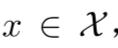 x ∈ 𝒳,